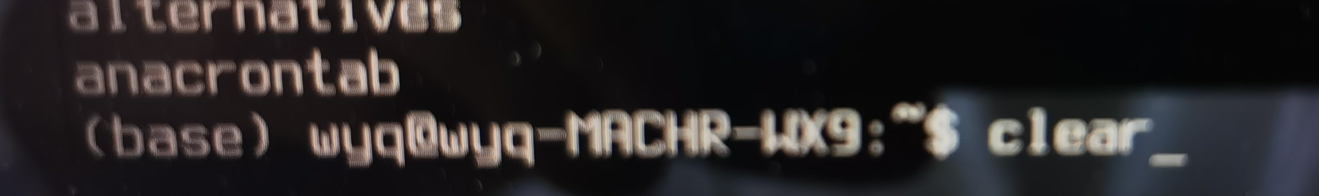 alternatives
anacrontab
(base) wyq@wyq-MACHR-WX9:~$ clear_